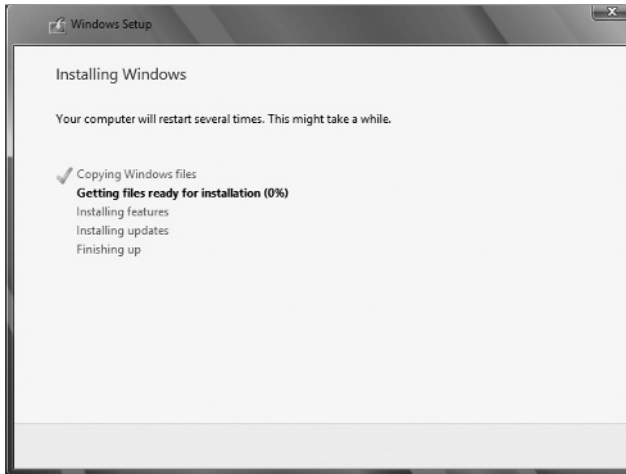 Windows Setup
Installing Windows
Your computer will restart several times. This might take a while.
Copying Windows files
Getting files ready for installation (0%)
Installing features
Installing updates
Finishing up